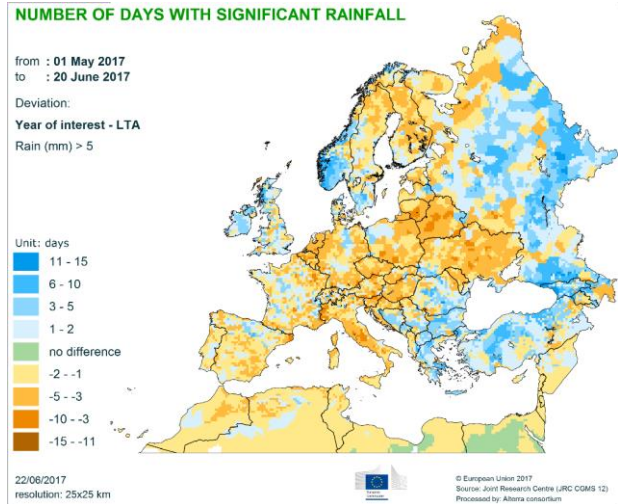 NUMBER OF DAYS WITH SIGNIFICANT RAINFALL
from : 01 May 2017
to : 20 June 2017
Deviation:
Year of interest - LTA
Rain (mm) > 5
Unit: days
11 - 15
6 - 10
3 - 5
1 - 2
no difference
-2 - -1
-5 - -3
-10 - -3
-15 - -11
22/06/2017
resolution: 25x25 km
© European Union 2017
Source: Joint Research Centre (JRC CGMS 12)
Processed by: Alterra consortium